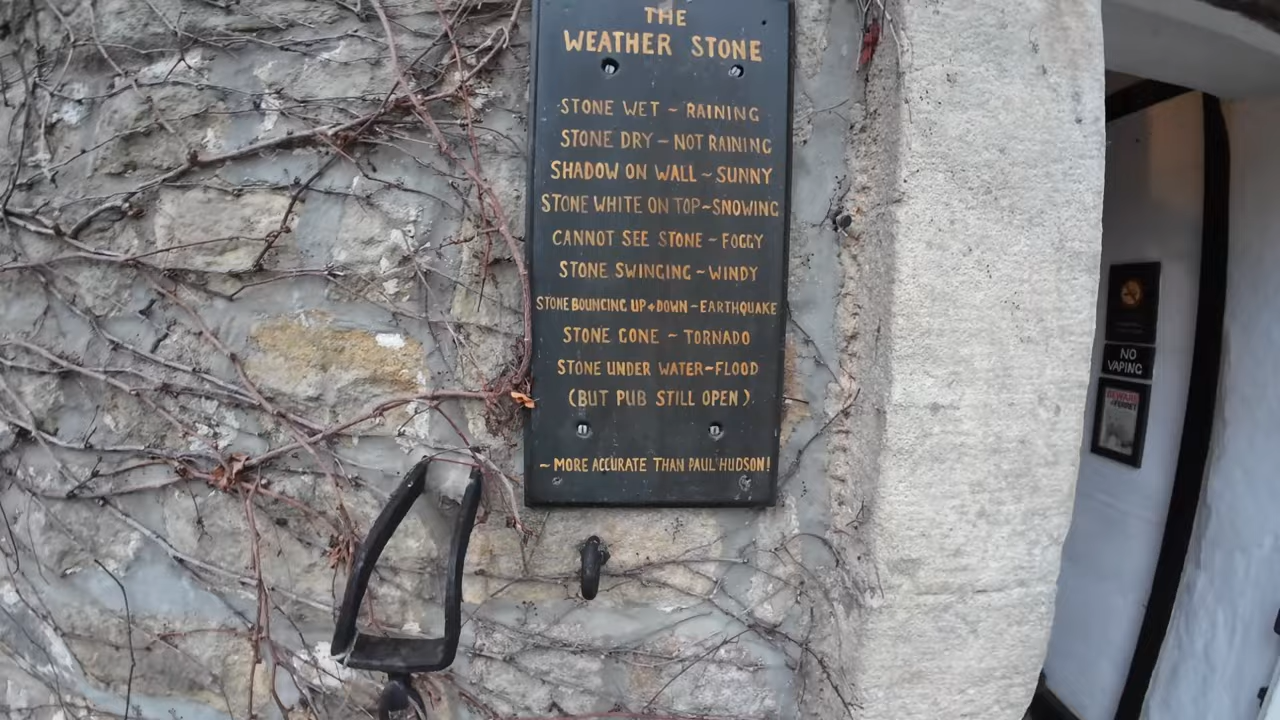 THE
WEATHER STONE
STONE WET ~ RAINING
STONE DRY ~ NOT RAINING
SHADOW ON WALL ~ SUNNY
STONE WHITE ON TOP ~ SNOWING
CANNOT SEE STONE ~ FOGGY
STONE SWINGING ~ WINDY
STONE BOUNCING UP + DOWN ~ EARTHQUAKE
STONE GONE ~ TORNADO
STONE UNDER WATER ~ FLOOD
(BUT PUB STILL OPEN).
~ MORE ACCURATE THAN PAUL HUDSON!
NO
VAPING
BEWARE